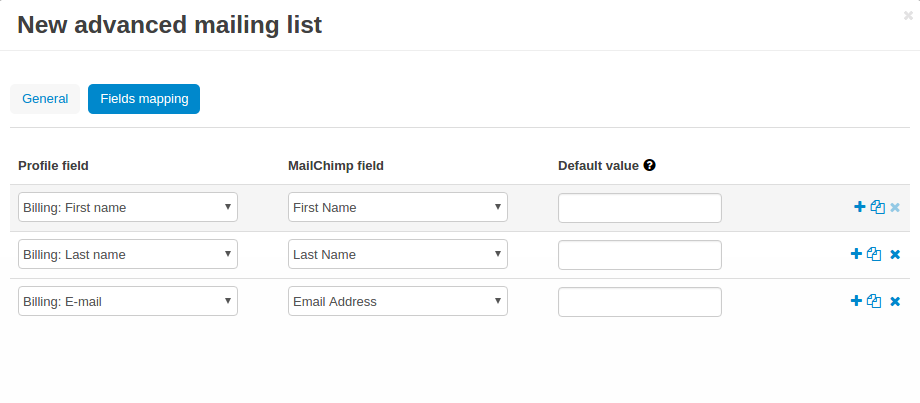 New advanced mailing list
General Fields mapping
Profile field MailChimp field Default value
Billing: First name First Name
Billing: Last name Last Name
Billing: E-mail Email Address